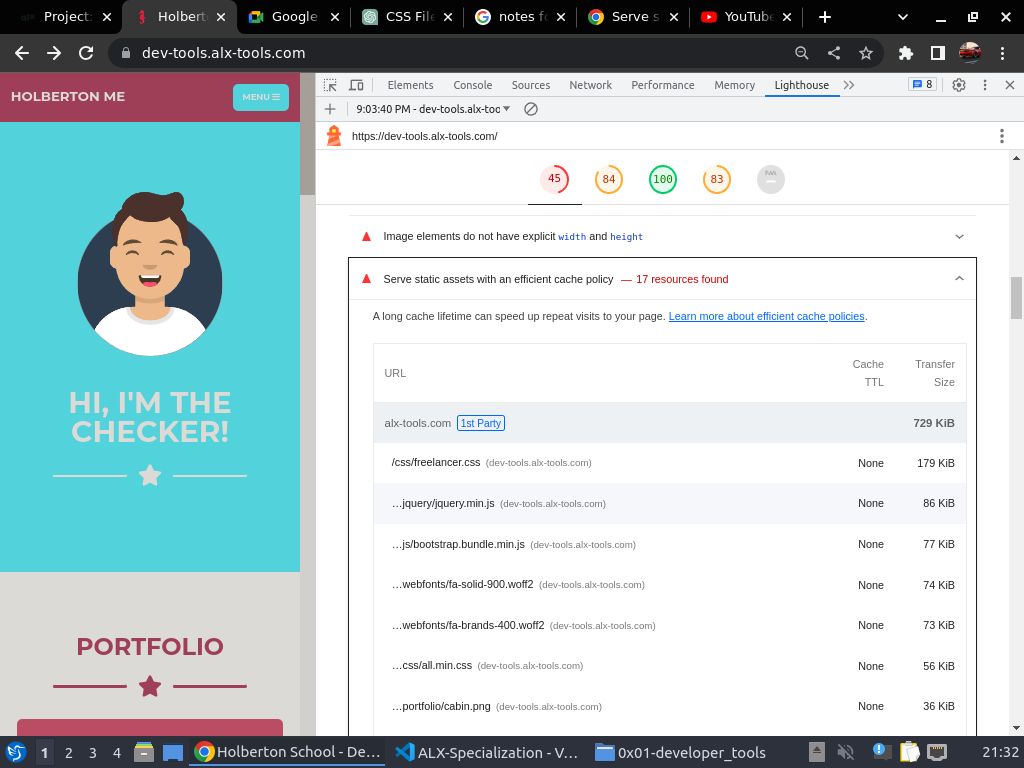 Project:
Holbert
Google
CSS File
notes fo
Serve s
YouTube
dev-tools.alx-tools.com
HOLBERTON ME
MENU
HI, I'M THE
CHECKER!
PORTFOLIO
Elements Console Sources Network Performance Memory Lighthouse 8
9:03:40 PM - dev-tools.alx-too
https://dev-tools.alx-tools.com/
45 84 100 83
Image elements do not have explicit width and height
Serve static assets with an efficient cache policy — 17 resources found
A long cache lifetime can speed up repeat visits to your page. Learn more about efficient cache policies.
URL Cache TTL Transfer Size
alx-tools.com 1st Party 729 KiB
/css/freelancer.css (dev-tools.alx-tools.com) None 179 KiB
…jquery/jquery.min.js (dev-tools.alx-tools.com) None 86 KiB
…js/bootstrap.bundle.min.js (dev-tools.alx-tools.com) None 77 KiB
…webfonts/fa-solid-900.woff2 (dev-tools.alx-tools.com) None 74 KiB
…webfonts/fa-brands-400.woff2 (dev-tools.alx-tools.com) None 73 KiB
…css/all.min.css (dev-tools.alx-tools.com) None 56 KiB
…portfolio/cabin.png (dev-tools.alx-tools.com) None 36 KiB
1 2 3 4 Holberton School - De... ALX-Specialization - V... 0x01-developer_tools 21:32